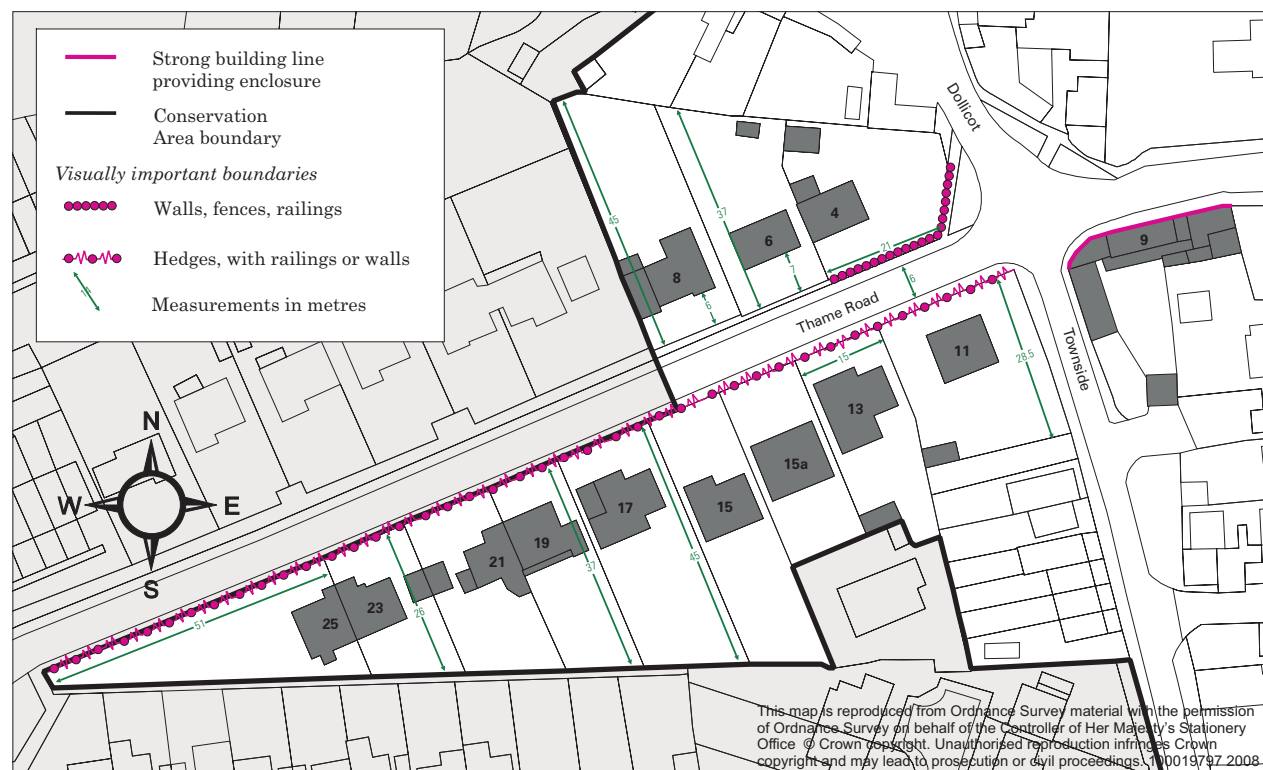 Strong building line
providing enclosure
Conservation
Area boundary
Visually important boundaries
Walls, fences, railings
Hedges, with railings or walls
Measurements in metres
Dollicot
45
37
4
6
8
21
7
6
9
Thame Road
6
Townside
11
15
28.5
13
15a
15
17
19
21
23
25
45
37
26
51
N
W
E
S
This map is reproduced from Ordnance Survey material with the permission
of Ordnance Survey on behalf of the Controller of Her Majesty's Stationery
Office © Crown copyright. Unauthorised reproduction infringes Crown
copyright and may lead to prosecution or civil proceedings. 100019797 2008